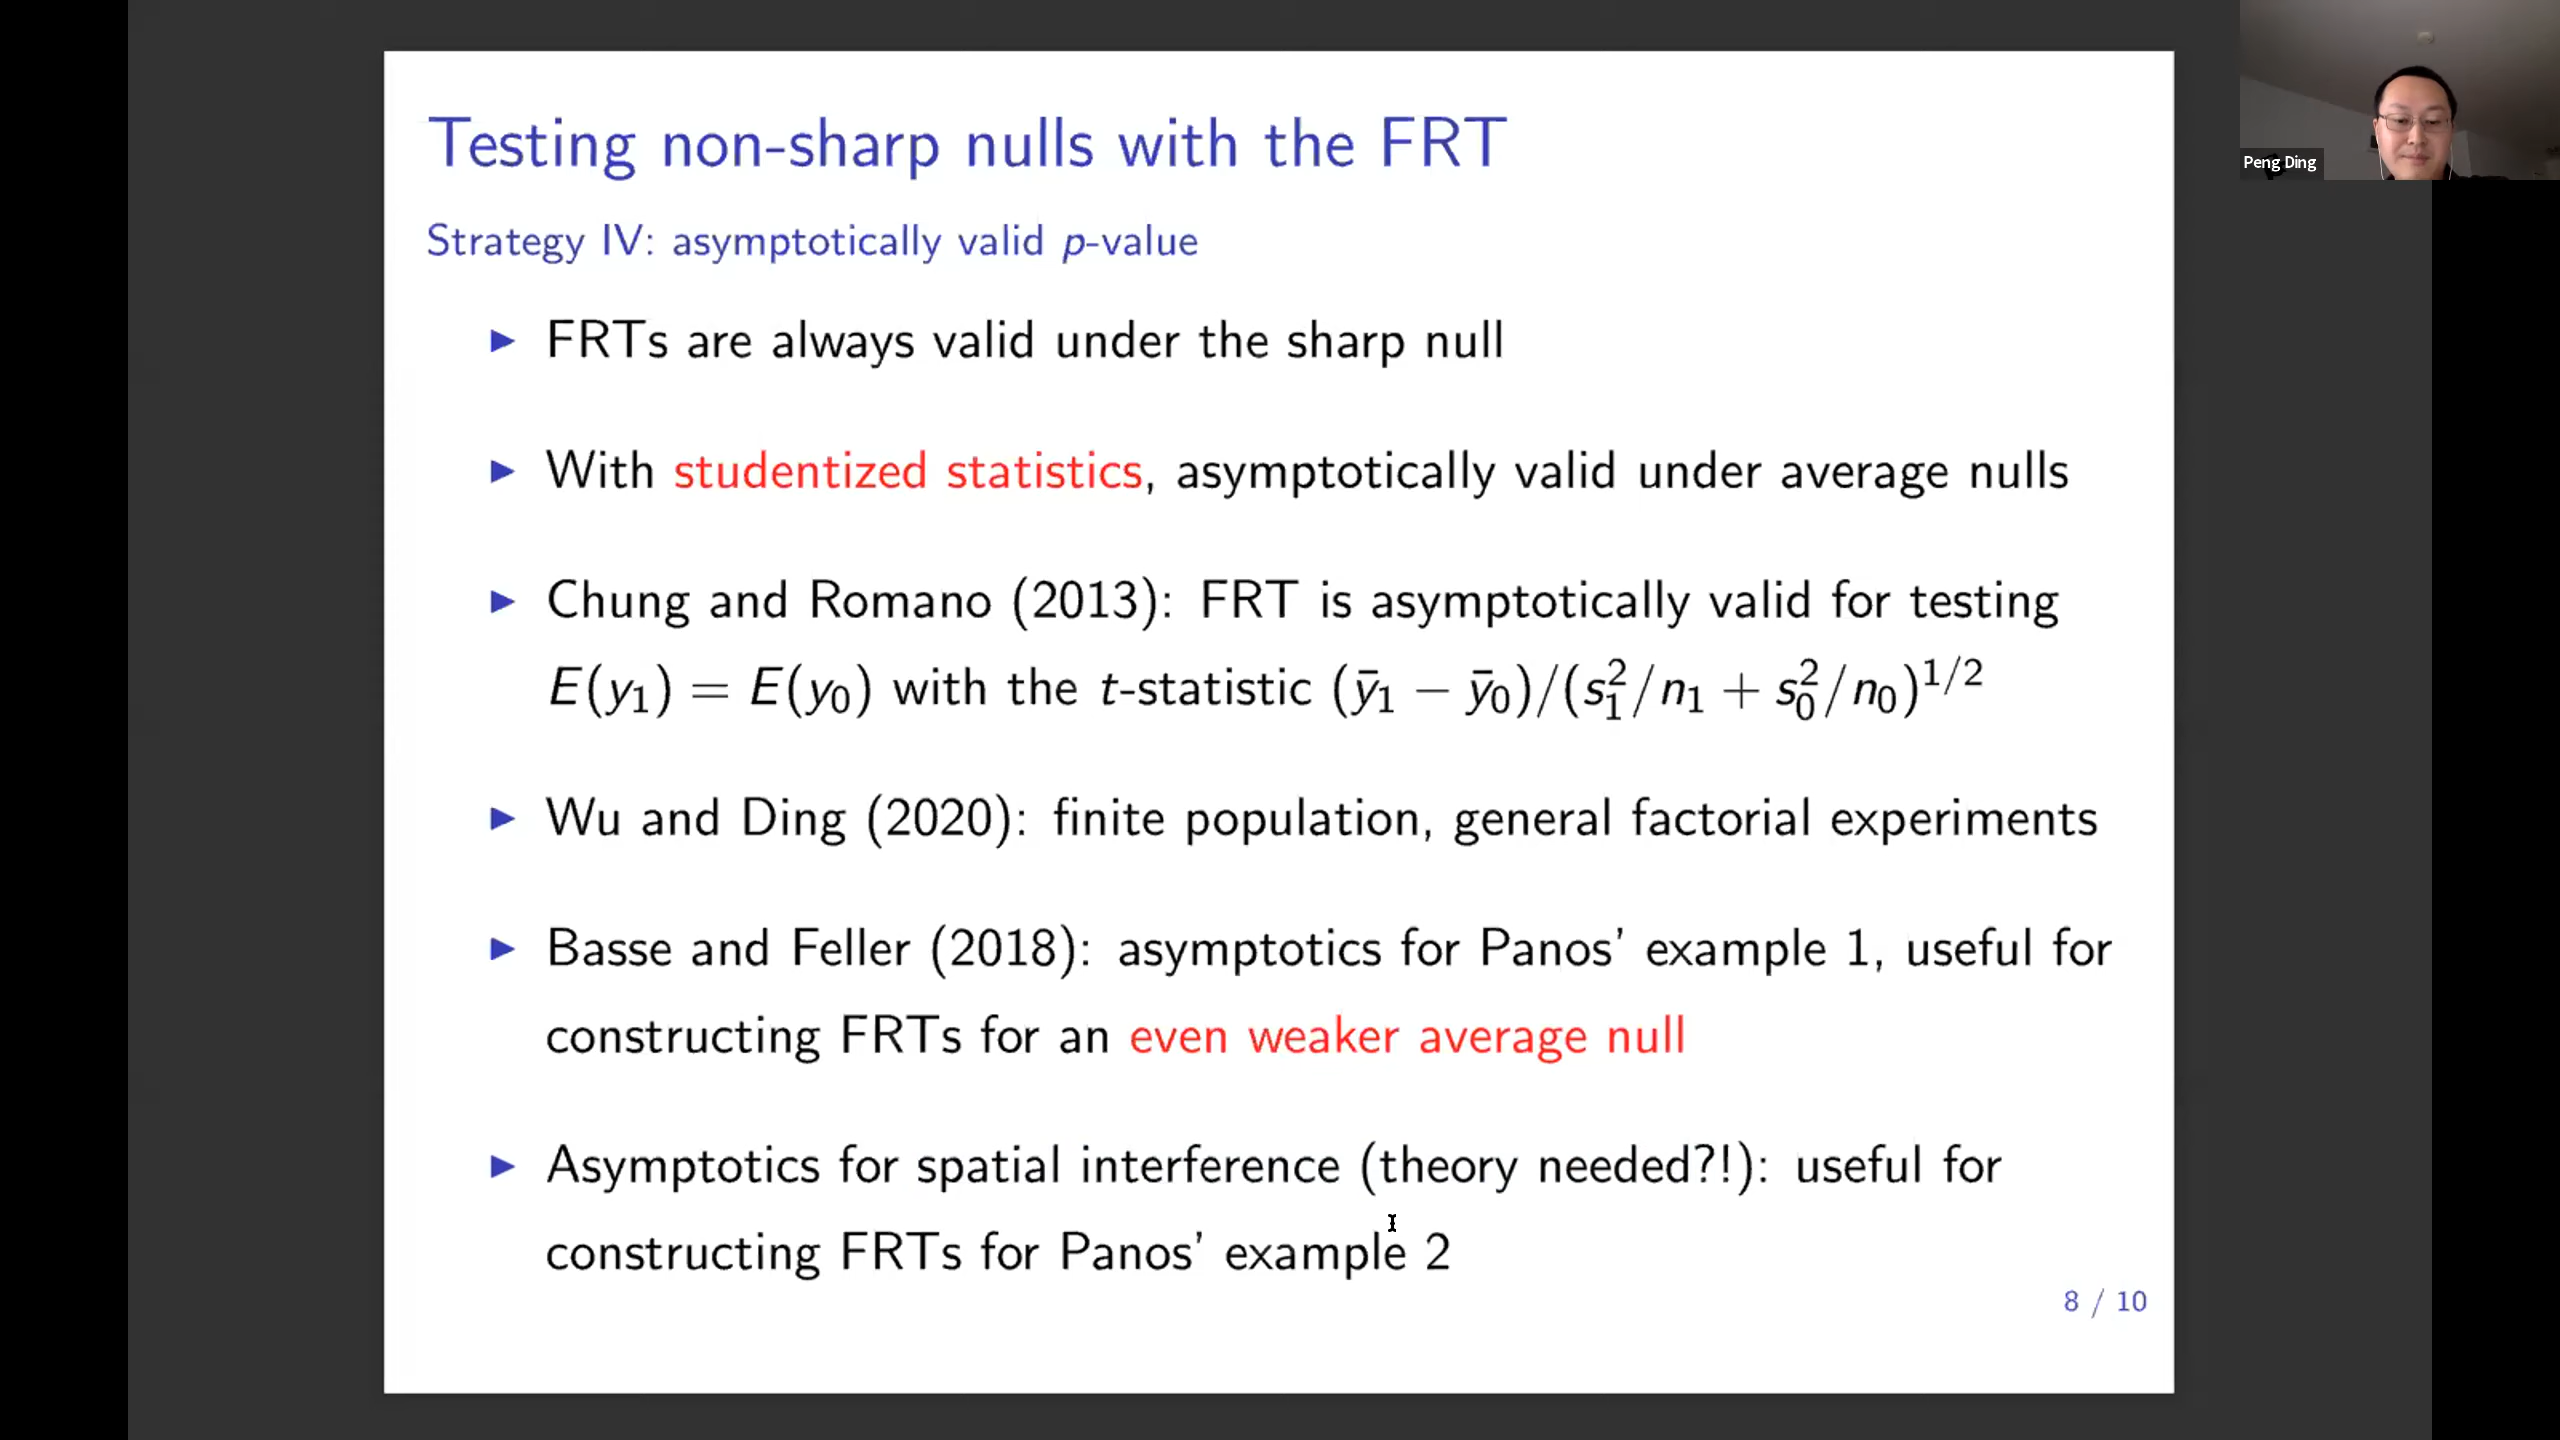 Testing non-sharp nulls with the FRT
Strategy IV: asymptotically valid p-value
▶ FRTs are always valid under the sharp null
▶ With studentized statistics, asymptotically valid under average nulls
▶ Chung and Romano (2013): FRT is asymptotically valid for testing
E(y₁) = E(y₀) with the t-statistic (ȳ₁ − ȳ₀)/(s₁²/n₁ + s₀²/n₀)^{1/2}
▶ Wu and Ding (2020): finite population, general factorial experiments
▶ Basse and Feller (2018): asymptotics for Panos’ example 1, useful for
constructing FRTs for an even weaker average null
▶ Asymptotics for spatial interference (theory needed?!): useful for
constructing FRTs for Panos’ example 2
8 / 10
Peng Ding